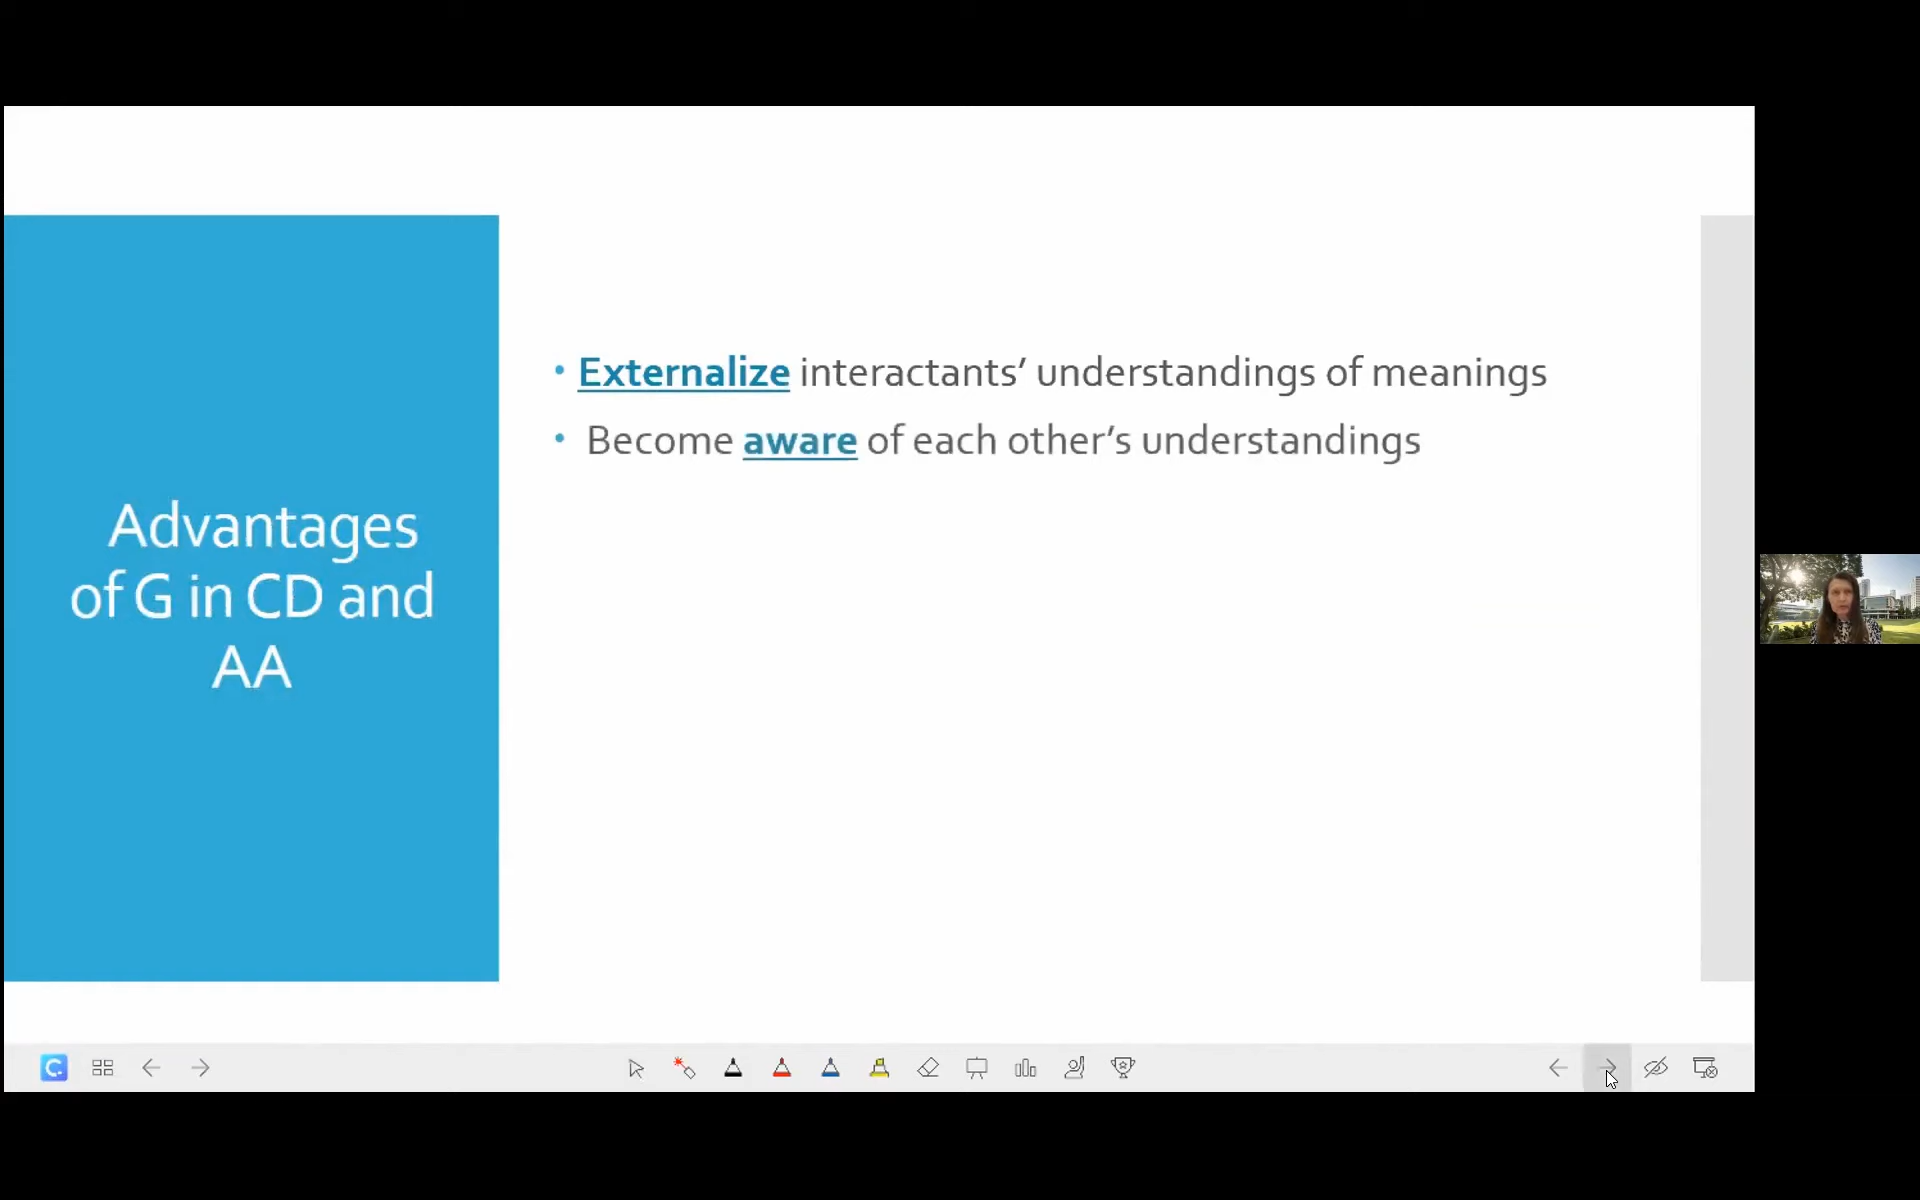 Advantages
of G in CD and
AA
• Externalize interactants’ understandings of meanings
• Become aware of each other’s understandings
C.